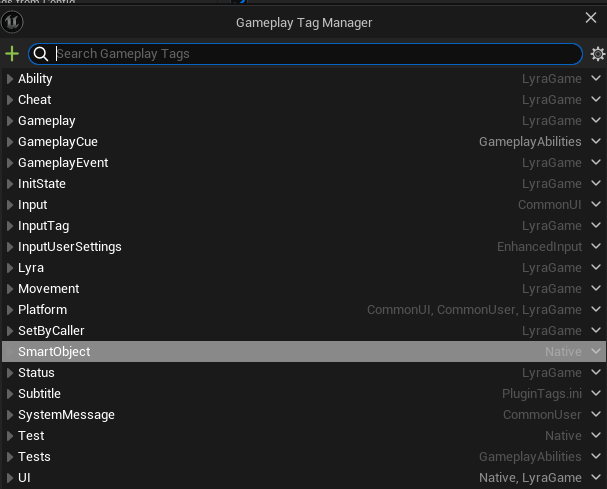 Gameplay Tag Manager
Search Gameplay Tags
Ability LyraGame
Cheat LyraGame
Gameplay LyraGame
GameplayCue GameplayAbilities
GameplayEvent LyraGame
InitState LyraGame
Input CommonUI
InputTag LyraGame
InputUserSettings EnhancedInput
Lyra LyraGame
Movement LyraGame
Platform CommonUI, CommonUser, LyraGame
SetByCaller LyraGame
SmartObject Native
Status LyraGame
Subtitle PluginTags.ini
SystemMessage CommonUser
Test Native
Tests GameplayAbilities
UI Native, LyraGame